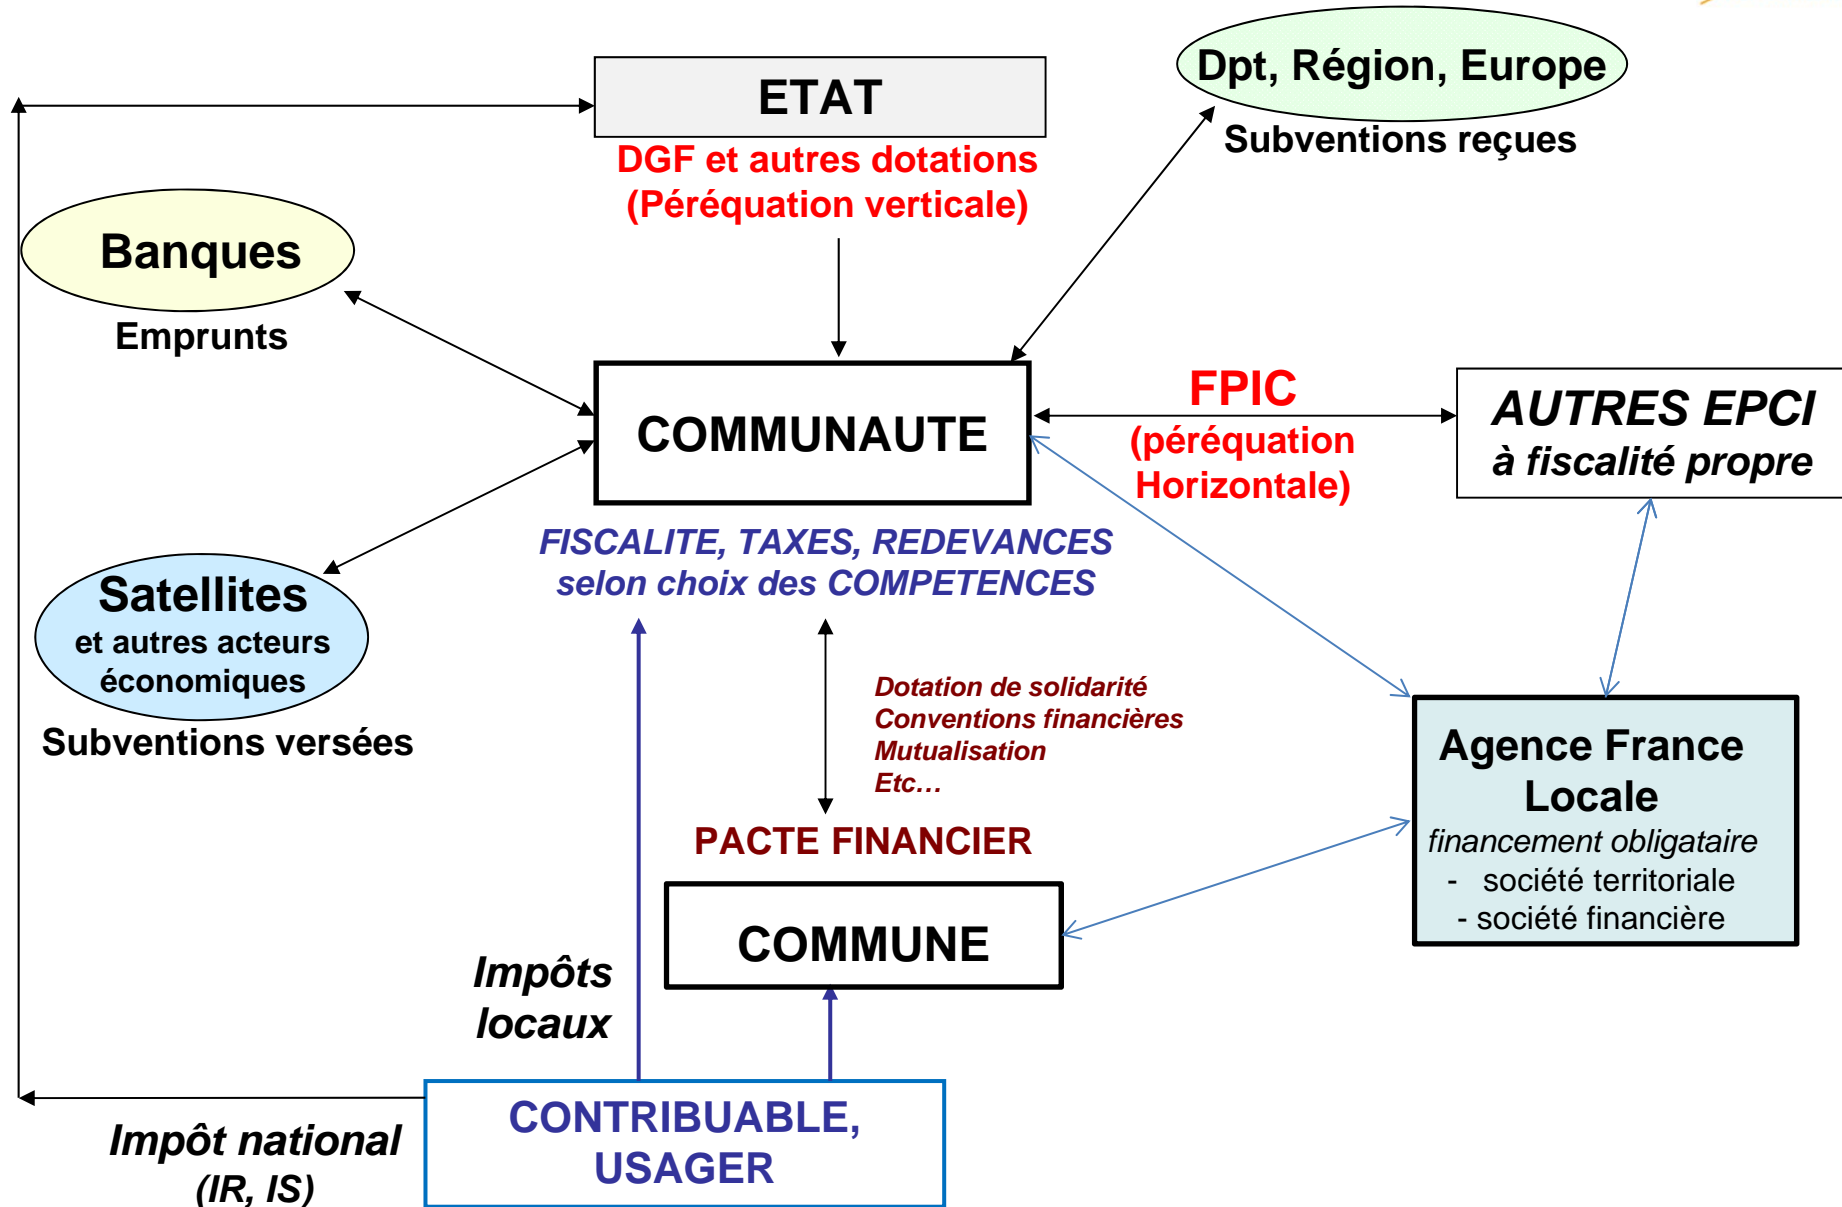 ETAT
DGF et autres dotations
(Péréquation verticale)
Dpt, Région, Europe
Subventions reçues
Banques
Emprunts
COMMUNAUTE
FPIC
(péréquation
Horizontale)
AUTRES EPCI
à fiscalité propre
FISCALITE, TAXES, REDEVANCES
selon choix des COMPETENCES
Satellites
et autres acteurs
économiques
Subventions versées
Dotation de solidarité
Conventions financières
Mutualisation
Etc…
PACTE FINANCIER
Agence France
Locale
financement obligataire
- société territoriale
- société financière
COMMUNE
Impôts
locaux
CONTRIBUABLE,
USAGER
Impôt national
(IR, IS)